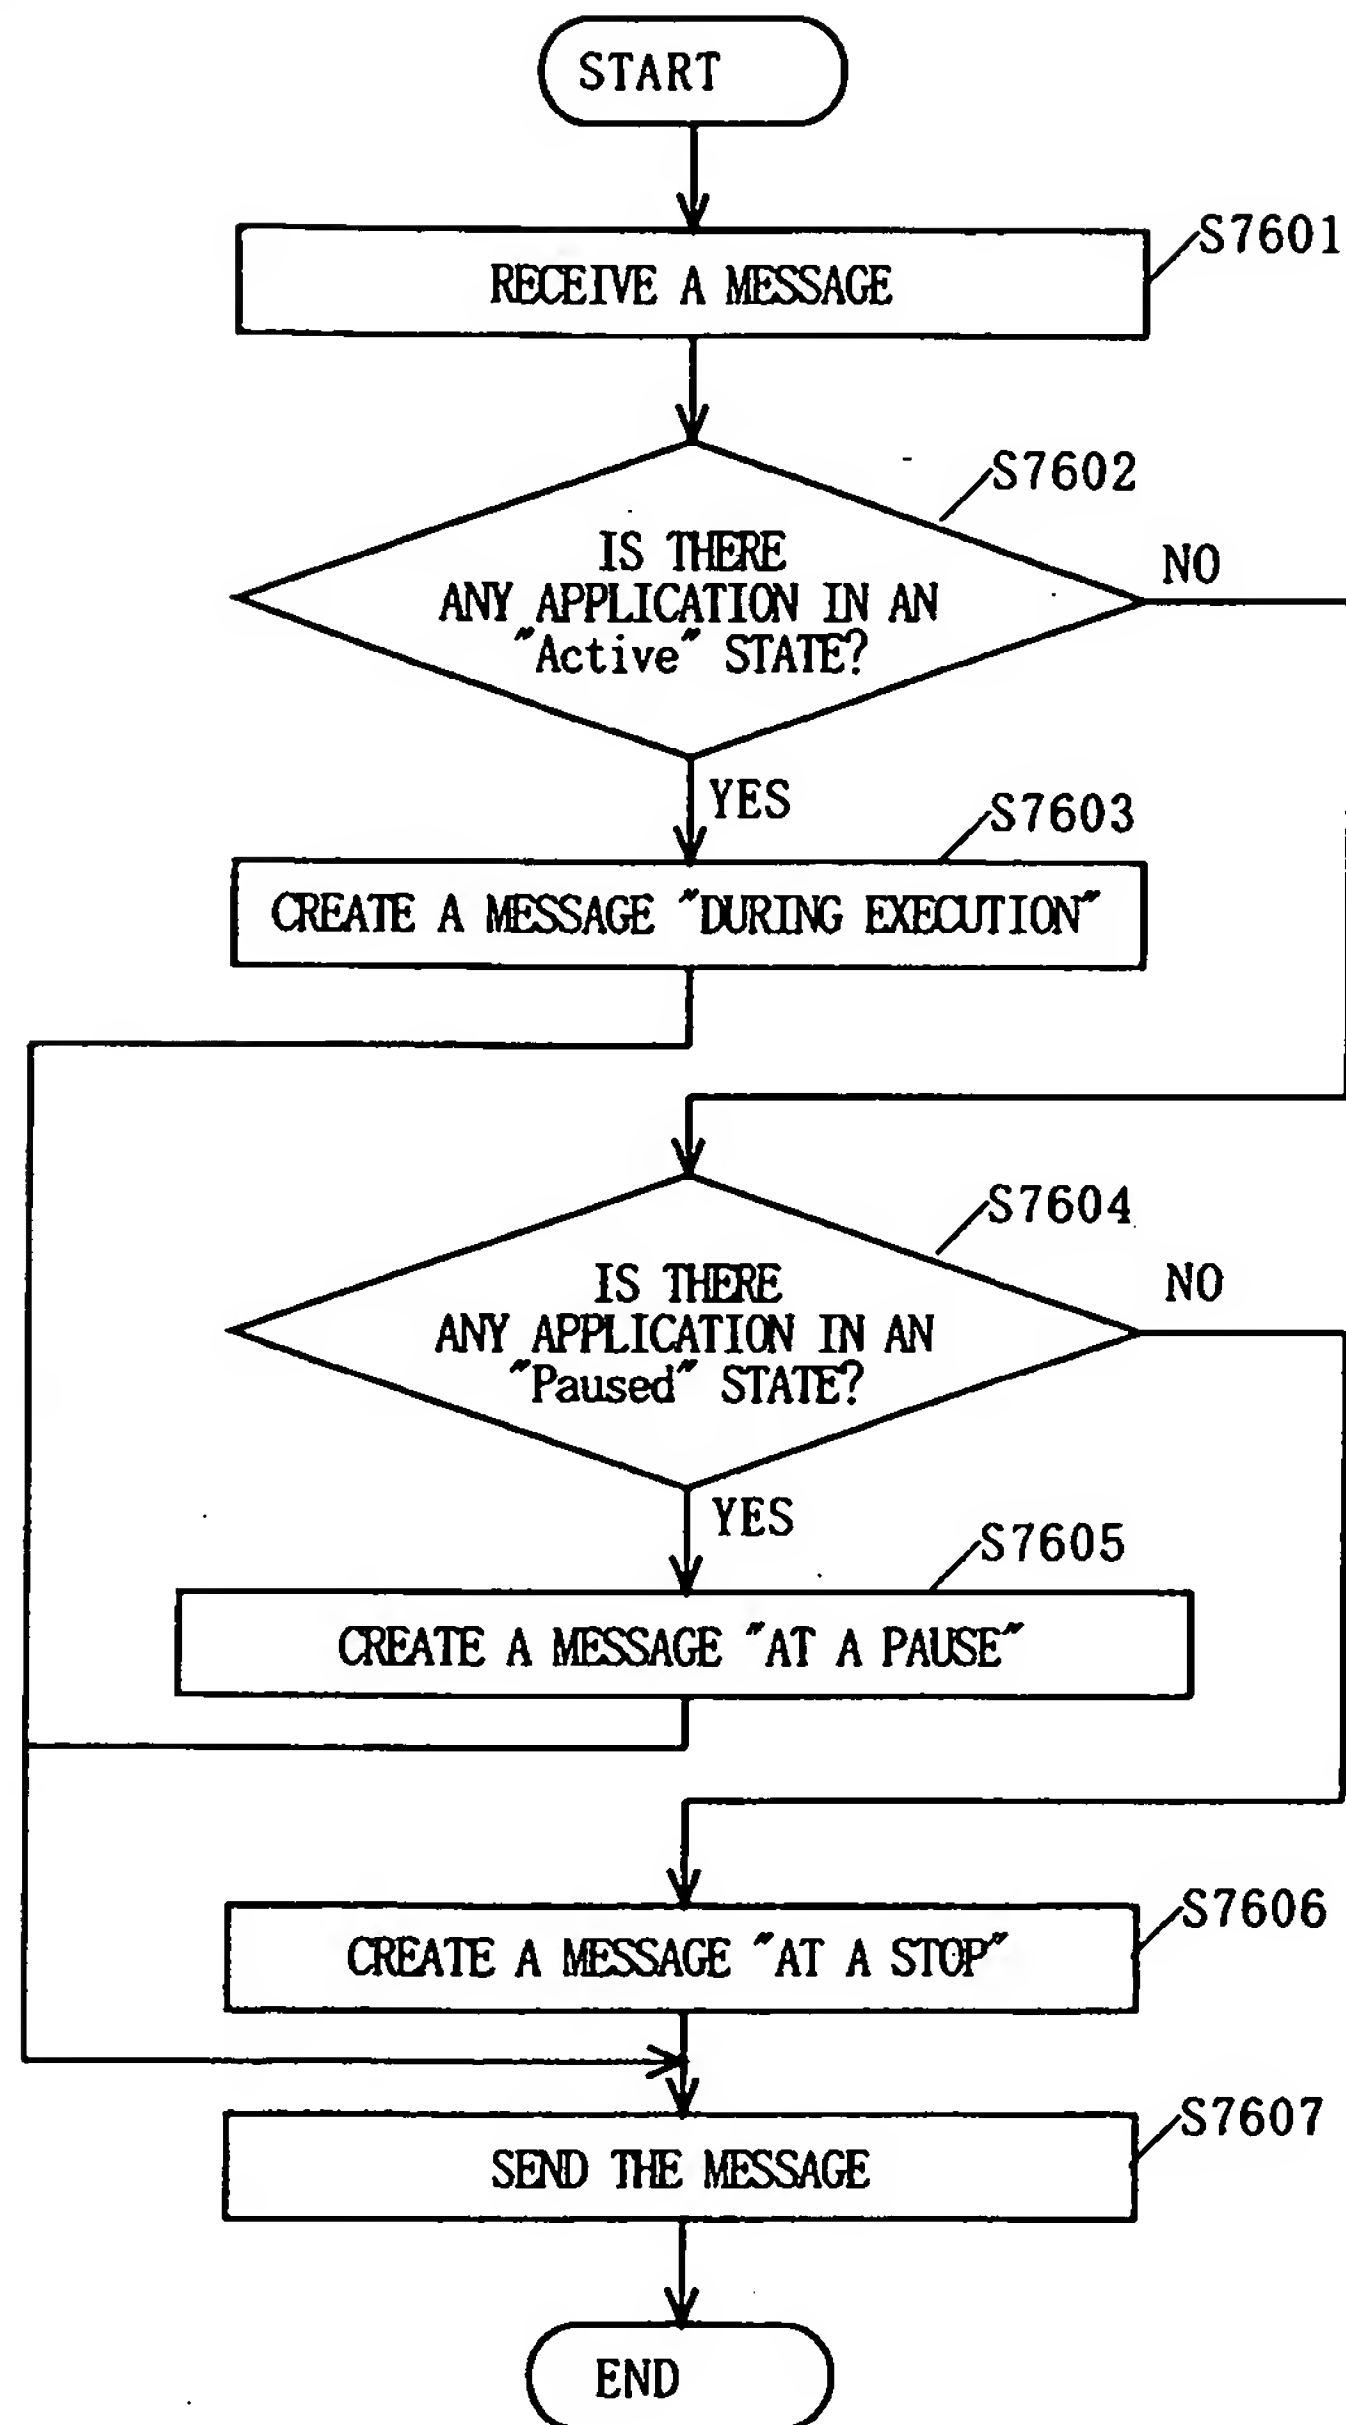 START
S7601
RECEIVE A MESSAGE
S7602
IS THERE
ANY APPLICATION IN AN
"Active" STATE?
NO
YES
S7603
CREATE A MESSAGE "DURING EXECUTION"
S7604
IS THERE
ANY APPLICATION IN AN
"Paused" STATE?
NO
YES
S7605
CREATE A MESSAGE "AT A PAUSE"
S7606
CREATE A MESSAGE "AT A STOP"
S7607
SEND THE MESSAGE
END